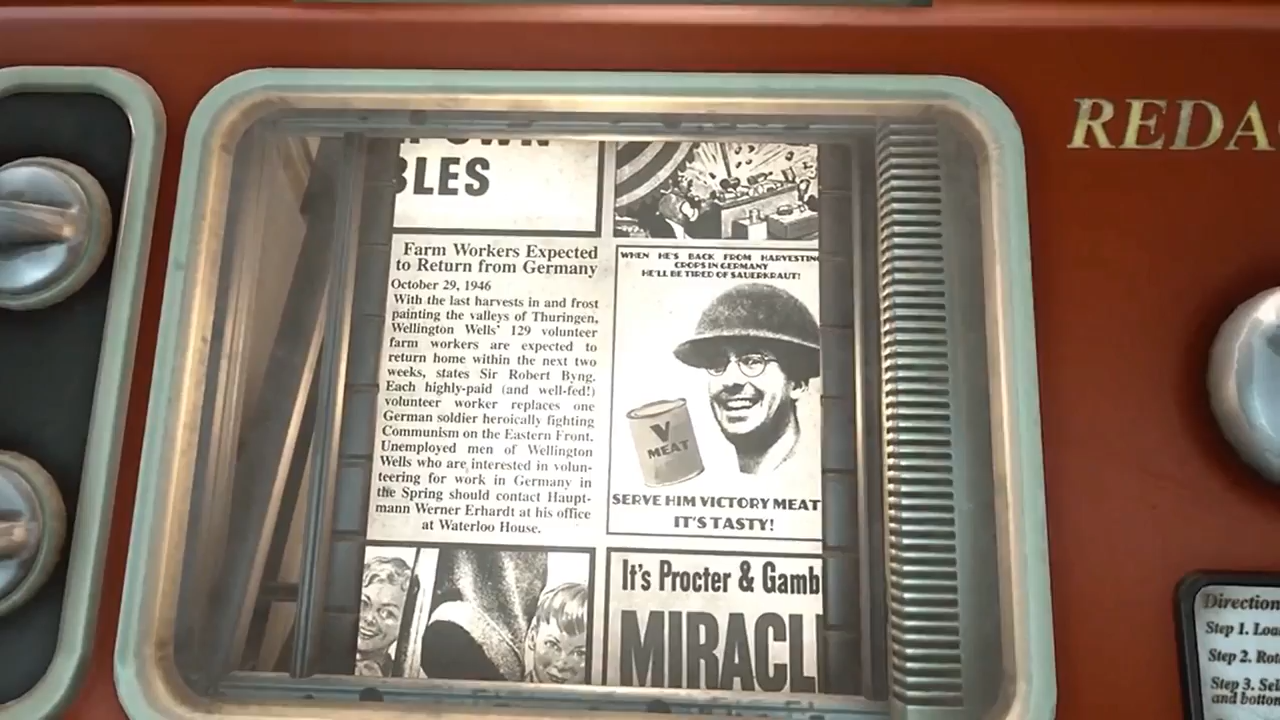 REDA
BLES
Farm Workers Expected
to Return from Germany
October 29, 1946
With the last harvests in and frost
painting the valleys of Thuringen,
Wellington Wells' 129 volunteer
farm workers are expected to
return home within the next two
weeks, states Sir Robert Byng.
Each highly-paid (and well-fed!)
volunteer worker replaces one
German soldier heroically fighting
Communism on the Eastern Front.
Unemployed men of Wellington
Wells who are interested in volun-
teering for work in Germany in
the Spring should contact Haupt-
mann Werner Erhardt at his office
at Waterloo House.
WHEN HE'S BACK FROM HARVESTING
CROPS IN GERMANY
HE'LL BE TIRED OF SAUERKRAUT!
V
MEAT
SERVE HIM VICTORY MEAT
IT'S TASTY!
It's Procter & Gamb
MIRACL
Direction
Step 1. Loa
Step 2. Rot
Step 3. Sel
and bottom